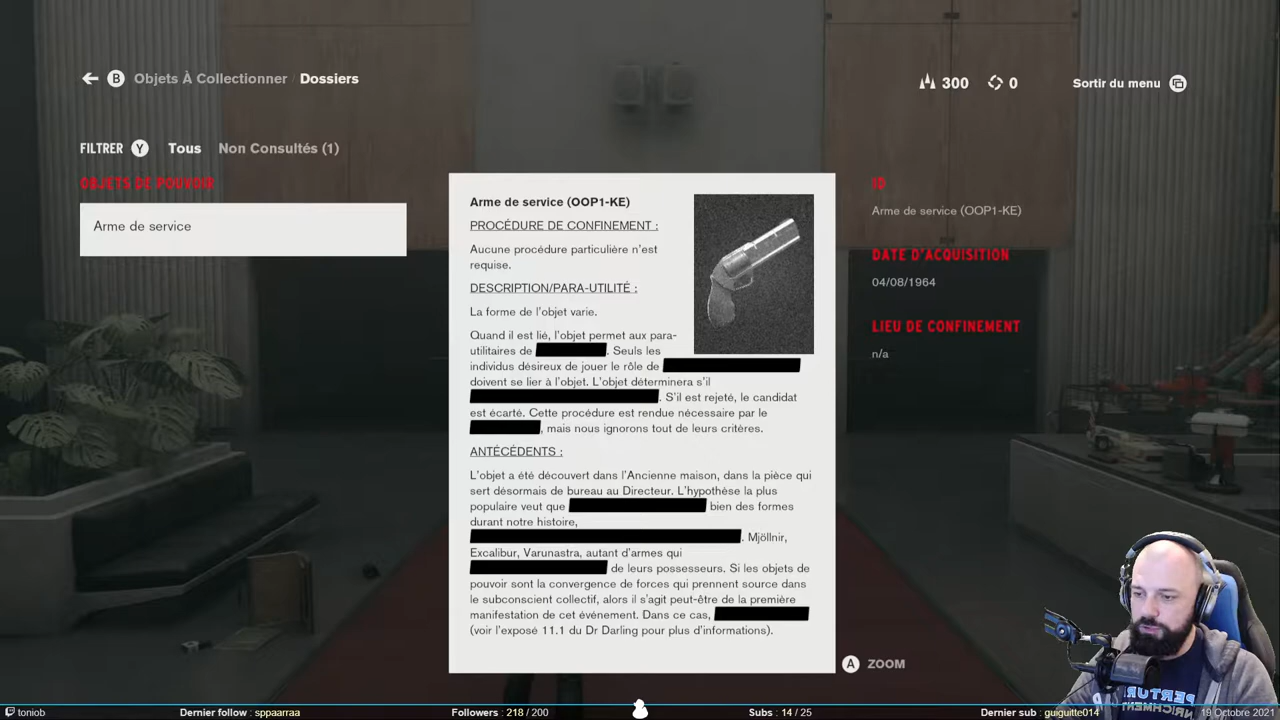 B Objets À Collectionner / Dossiers
300
0
Sortir du menu
FILTRER Y Tous Non Consultés (1)
OBJETS DE POUVOIR
Arme de service
Arme de service (OOP1-KE)
PROCÉDURE DE CONFINEMENT :
Aucune procédure particulière n'est
requise.
DESCRIPTION/PARA-UTILITÉ :
La forme de l'objet varie.
Quand il est lié, l'objet permet aux para-
utilitaires de . Seuls les
individus désireux de jouer le rôle de
doivent se lier à l'objet. L'objet déterminera s'il
. S'il est rejeté, le candidat
est écarté. Cette procédure est rendue nécessaire par le
, mais nous ignorons tout de leurs critères.
ANTÉCÉDENTS :
L'objet a été découvert dans l'Ancienne maison, dans la pièce qui
sert désormais de bureau au Directeur. L'hypothèse la plus
populaire veut que bien des formes
durant notre histoire,
. Mjöllnir,
Excalibur, Varunastra, autant d'armes qui
de leurs possesseurs. Si les objets de
pouvoir sont la convergence de forces qui prennent source dans
le subconscient collectif, alors il s'agit peut-être de la première
manifestation de cet événement. Dans ce cas,
(voir l'exposé 11.1 du Dr Darling pour plus d'informations).
ID
Arme de service (OOP1-KE)
DATE D'ACQUISITION
04/08/1964
LIEU DE CONFINEMENT
n/a
A ZOOM
toniob
Dernier follow : sppaarraa
Followers : 218 / 200
Subs : 14 / 25
Dernier sub : guiguitte014
19 Octobre 2021